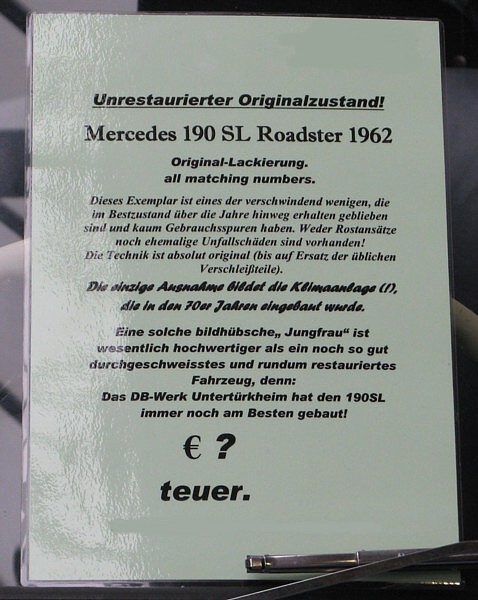 Unrestaurierter Originalzustand!
Mercedes 190 SL Roadster 1962
Original-Lackierung.
all matching numbers.
Dieses Exemplar ist eines der verschwindend wenigen, die
im Bestzustand über die Jahre hinweg erhalten geblieben
sind und kaum Gebrauchsspuren haben. Weder Rostansätze
noch ehemalige Unfallschäden sind vorhanden!
Die Technik ist absolut original (bis auf Ersatz der üblichen
Verschleißteile).
Die einzige Ausnahme bildet die Klimaanlage (!),
die in den 70er Jahren eingebaut wurde.
Eine solche bildhübsche„ Jungfrau“ ist
wesentlich hochwertiger als ein noch so gut
durchgeschweisstes und rundum restauriertes
Fahrzeug, denn:
Das DB-Werk Untertürkheim hat den 190SL
immer noch am Besten gebaut!
€ ?
teuer.